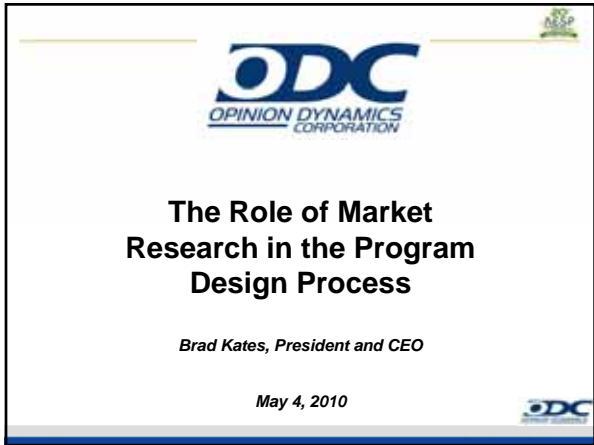 AESP
ODC
OPINION DYNAMICS
CORPORATION
The Role of Market
Research in the Program
Design Process
Brad Kates, President and CEO
May 4, 2010
ODC